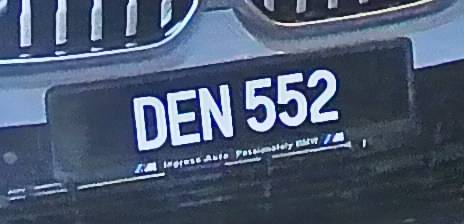 DEN 552
Ingress Auto Passionately BMW